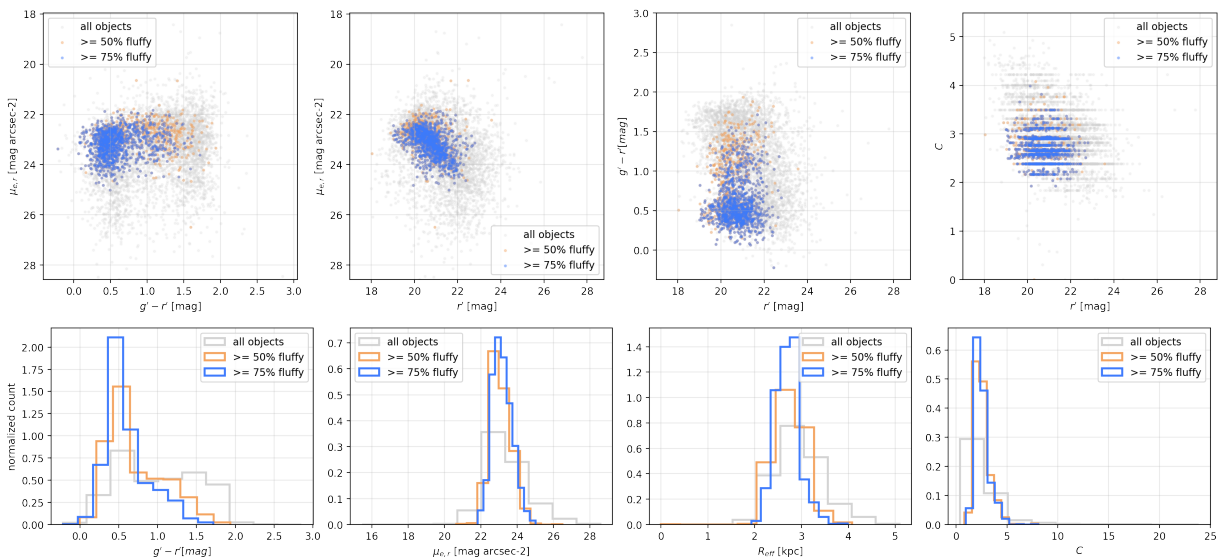 18
20
22
24
26
28
μe,r [mag arcsec-2]
0.0 0.5 1.0 1.5 2.0 2.5 3.0
g′ − r′ [mag]
all objects
>= 50% fluffy
>= 75% fluffy
18
20
22
24
26
28
μe,r [mag arcsec-2]
18 20 22 24 26 28
r′ [mag]
all objects
>= 50% fluffy
>= 75% fluffy
3.0
2.5
2.0
1.5
1.0
0.5
0.0
g′ − r′[mag]
18 20 22 24 26 28
r′ [mag]
all objects
>= 50% fluffy
>= 75% fluffy
5
4
3
2
1
0
C
18 20 22 24 26 28
r′ [mag]
all objects
>= 50% fluffy
>= 75% fluffy
2.00
1.75
1.50
1.25
1.00
0.75
0.50
0.25
0.00
normalized count
0.0 0.5 1.0 1.5 2.0 2.5 3.0
g′ − r′[mag]
all objects
>= 50% fluffy
>= 75% fluffy
0.7
0.6
0.5
0.4
0.3
0.2
0.1
0.0
16 18 20 22 24 26 28
μe,r [mag arcsec-2]
all objects
>= 50% fluffy
>= 75% fluffy
1.4
1.2
1.0
0.8
0.6
0.4
0.2
0.0
0 1 2 3 4 5
Reff [kpc]
all objects
>= 50% fluffy
>= 75% fluffy
0.6
0.5
0.4
0.3
0.2
0.1
0.0
0 5 10 15 20 25
C
all objects
>= 50% fluffy
>= 75% fluffy